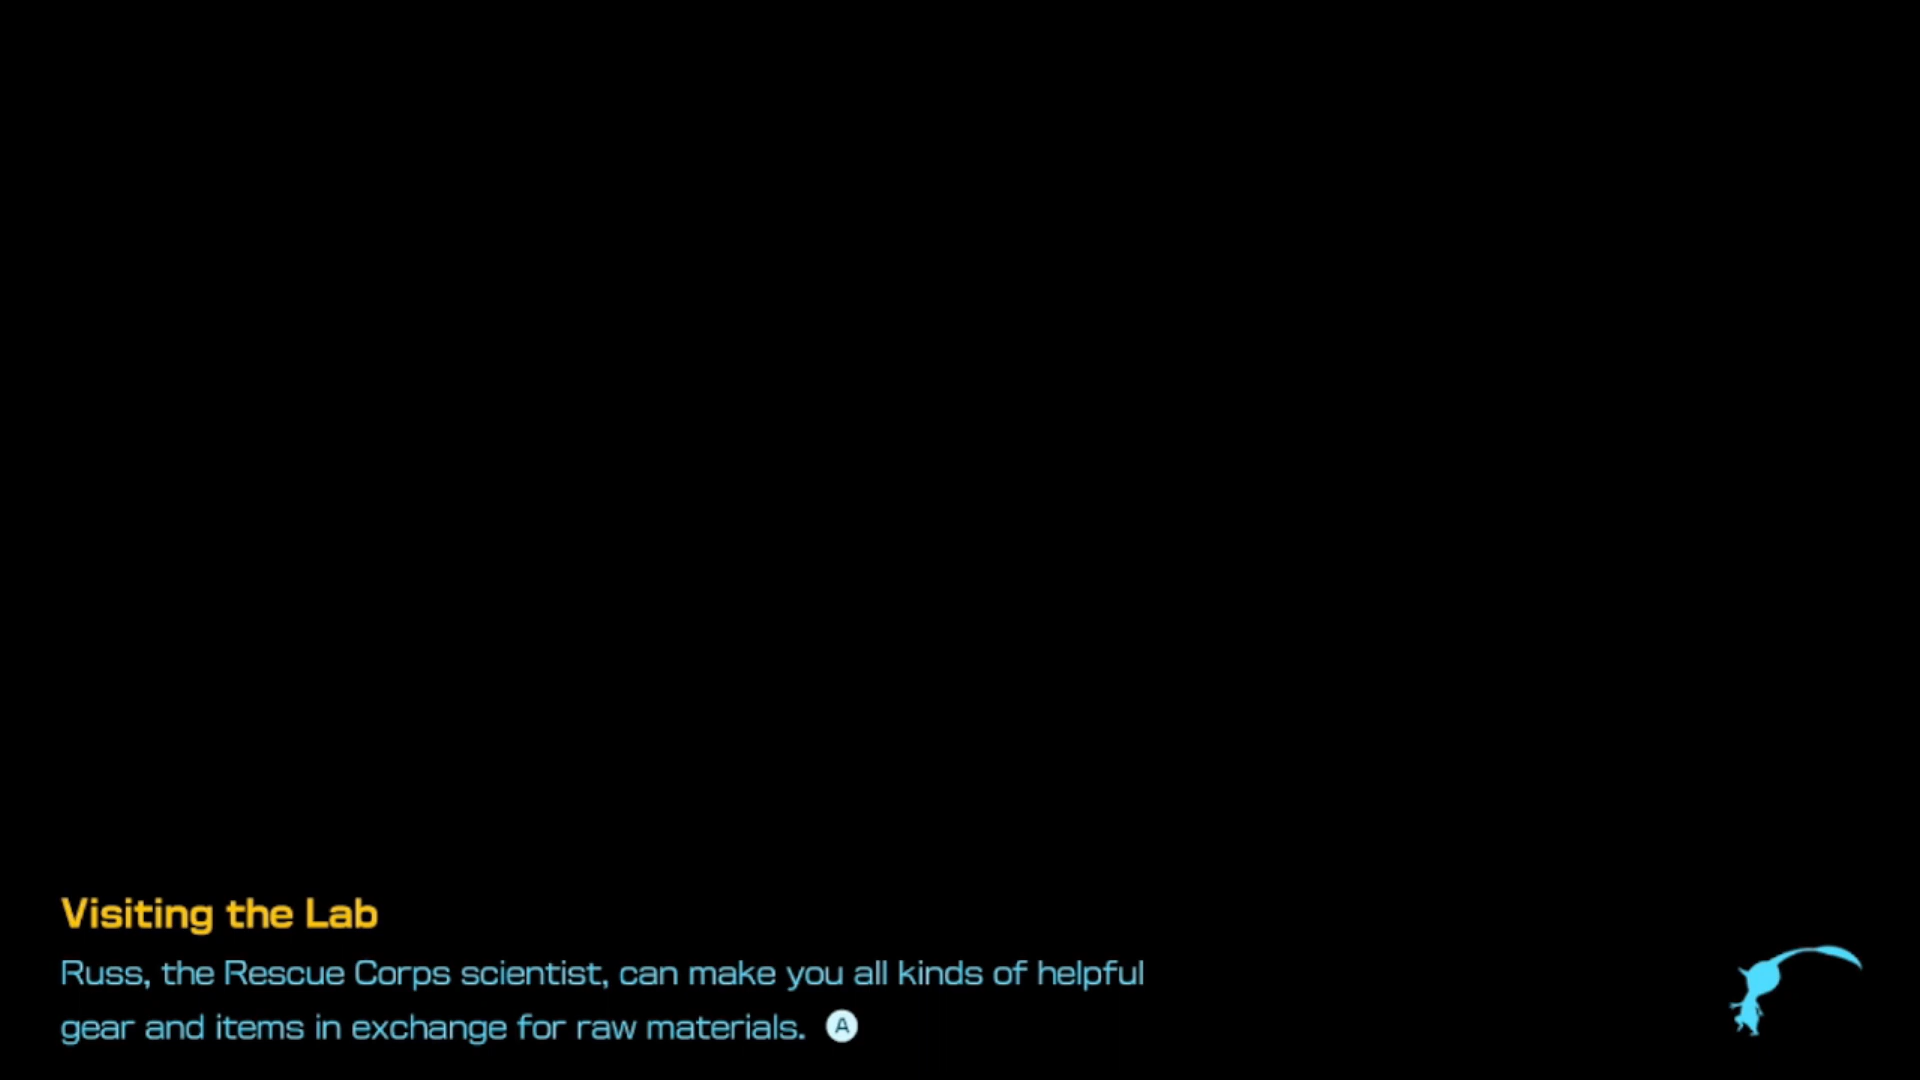 Visiting the Lab
Russ, the Rescue Corps scientist, can make you all kinds of helpful
gear and items in exchange for raw materials. A